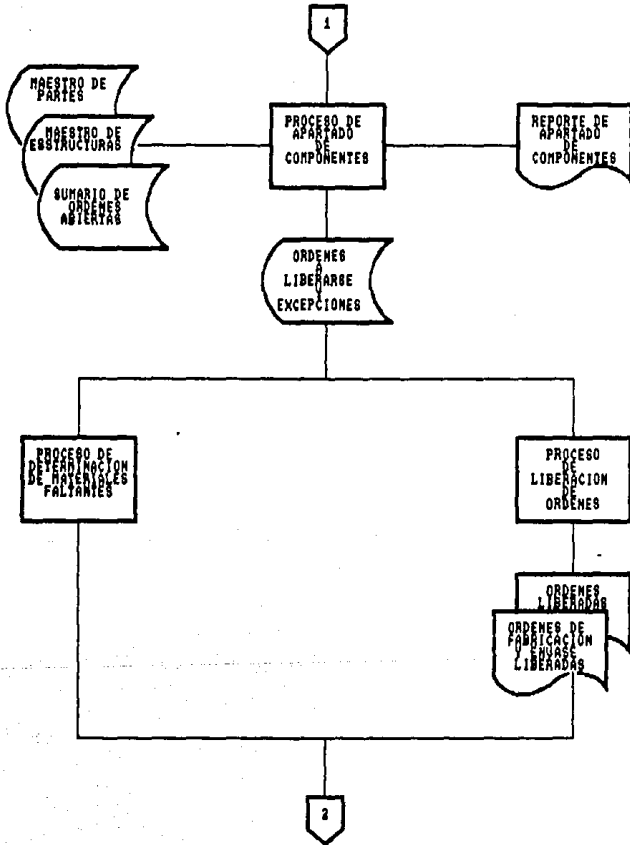 1
MAESTRO DE
PARTES
MAESTRO DE
ESSTRUCTURAS
SUMARIO DE
ORDENES
ABIERTAS
PROCESO DE
APARTADO
DE
COMPONENTES
REPORTE DE
APARTADO
DE
COMPONENTES
ORDENES
A
LIBERARSE
Y
EXCEPCIONES
PROCESO DE
DETERMINACION
DE MATERIALES
FALTANTES
PROCESO
DE
LIBERACION
DE
ORDENES
ORDENES
LIBERADAS
ORDENES DE
FABRICACIÓN
Y ENVASE
LIBERADAS
2